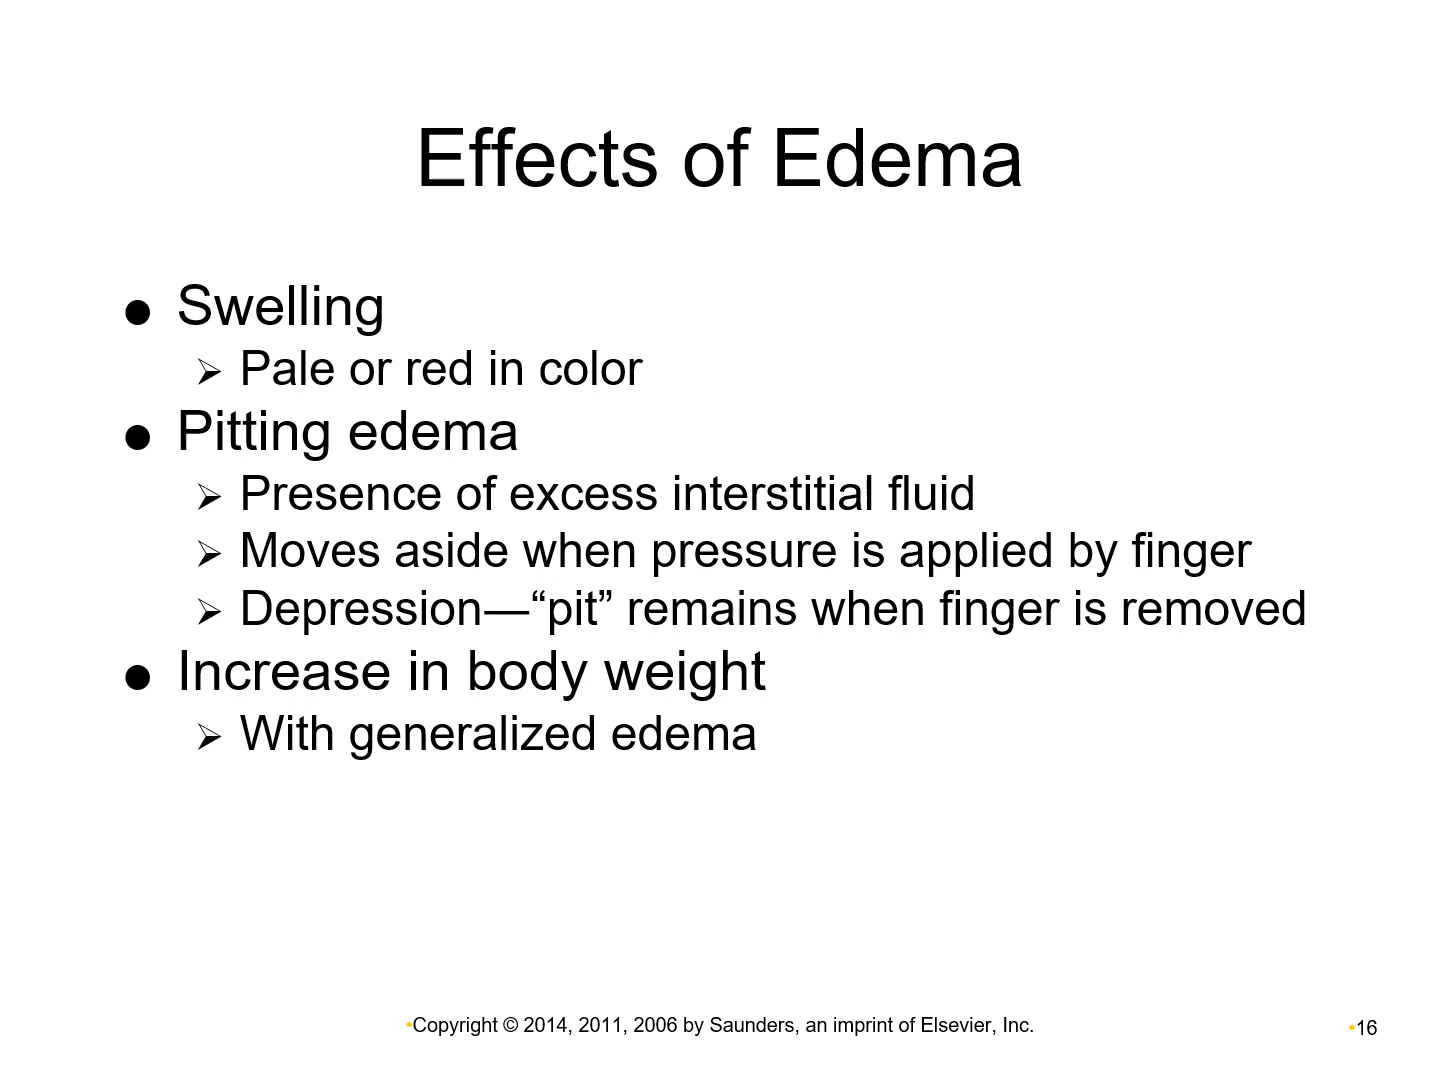 Effects of Edema
● Swelling
➢ Pale or red in color
● Pitting edema
➢ Presence of excess interstitial fluid
➢ Moves aside when pressure is applied by finger
➢ Depression—“pit” remains when finger is removed
● Increase in body weight
➢ With generalized edema
•Copyright © 2014, 2011, 2006 by Saunders, an imprint of Elsevier, Inc.
•16